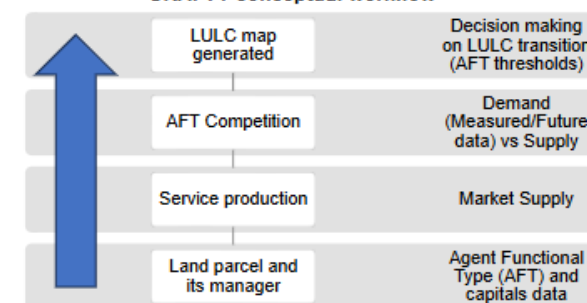 LULC map
generated
Decision making
on LULC transition
(AFT thresholds)
AFT Competition
Demand
(Measured/Future
data) vs Supply
Service production
Market Supply
Land parcel and
its manager
Agent Functional
Type (AFT) and
capitals data